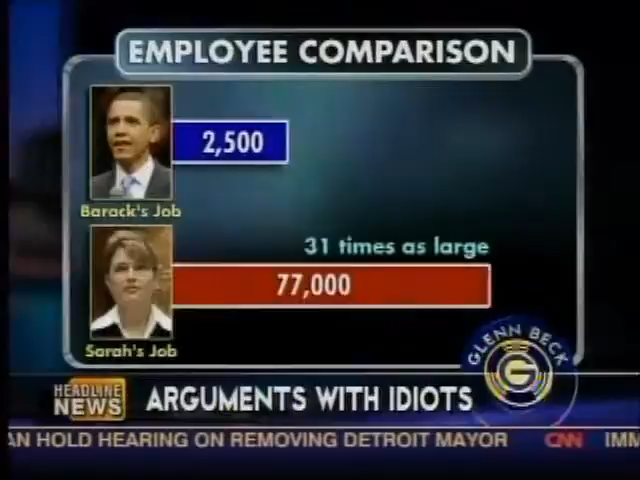 EMPLOYEE COMPARISON
2,500
Barack's Job
31 times as large
77,000
Sarah's Job
GLENN BECK
G
HEADLINE
NEWS
ARGUMENTS WITH IDIOTS
AN HOLD HEARING ON REMOVING DETROIT MAYOR CNN IMM